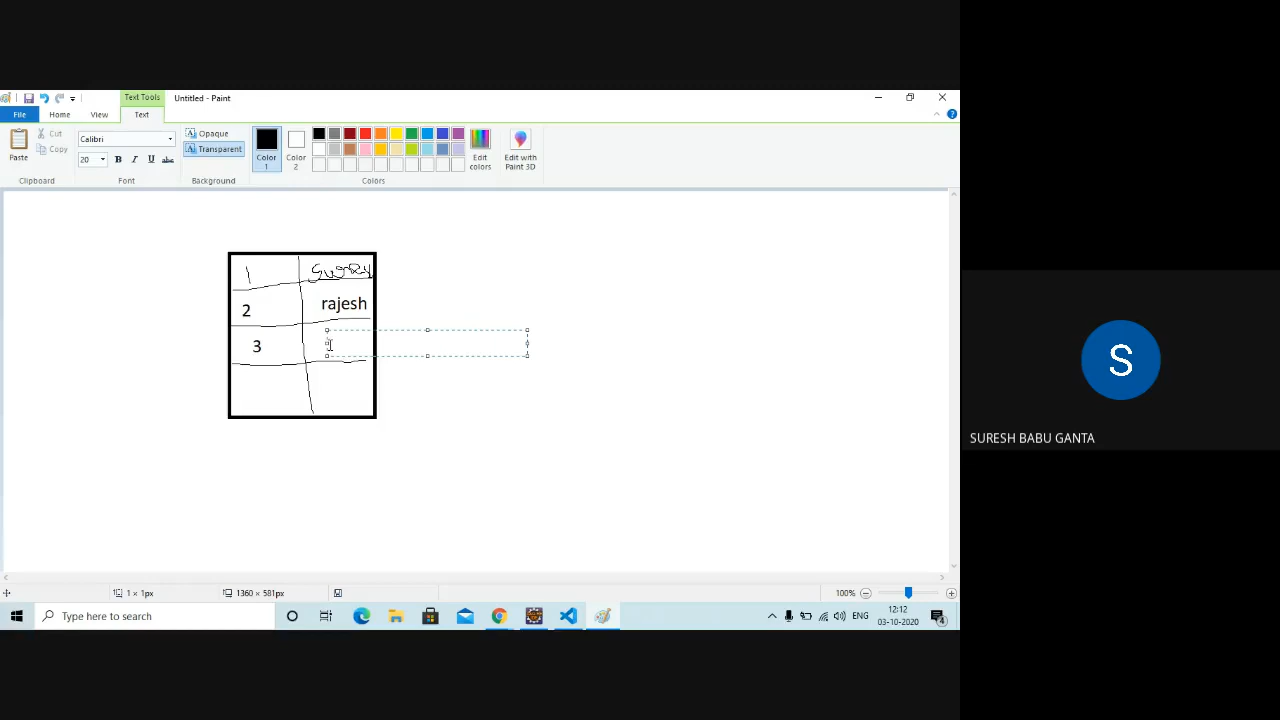 Text Tools
Untitled - Paint
File
Home
View
Text
Paste
Cut
Copy
Clipboard
Calibri
20
B
I
U
abc
Font
Opaque
Transparent
Background
Color 1
Color 2
Edit colors
Colors
Edit with Paint 3D
1
suresh
2
rajesh
3
S
SURESH BABU GANTA
1 × 1px
1360 × 581px
100%
Type here to search
ENG
12:12
03-10-2020
4